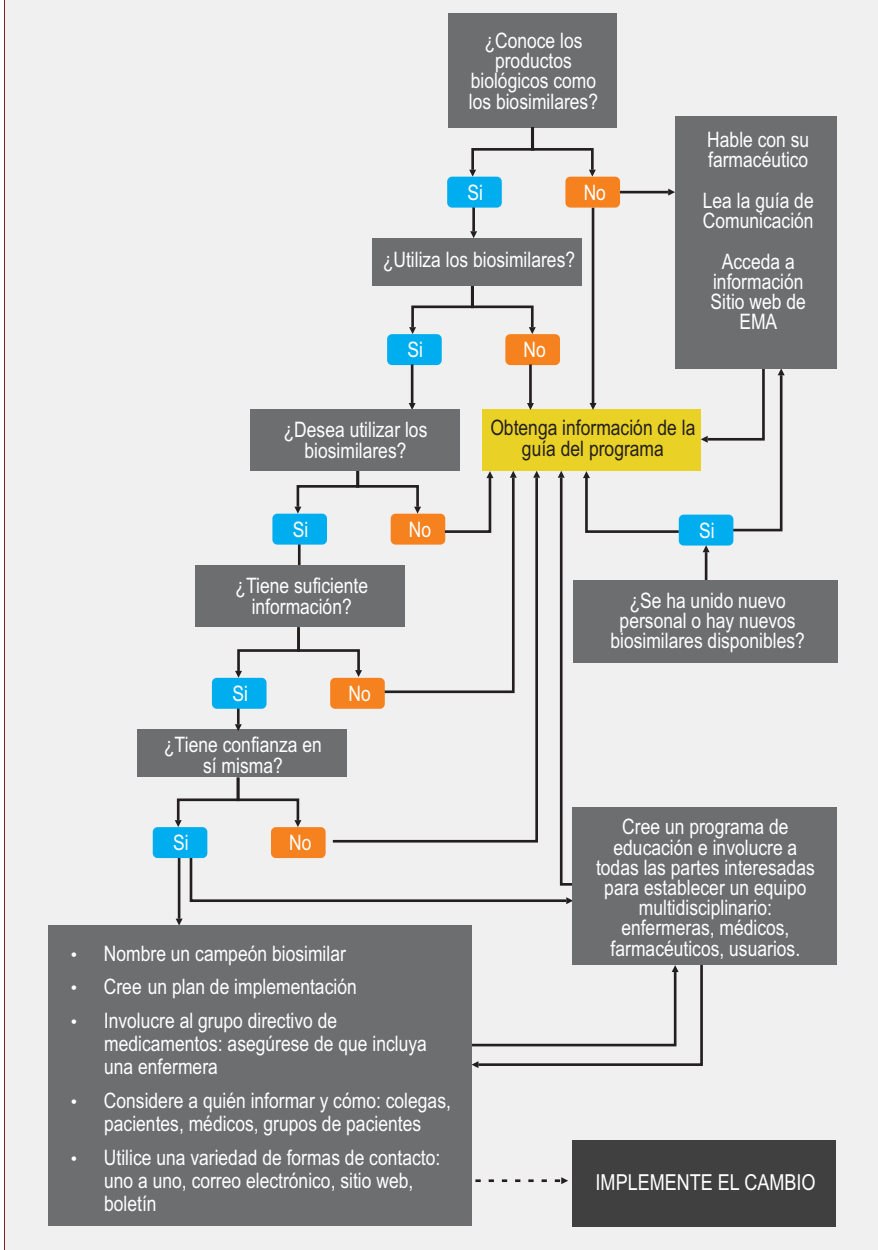 ¿Conoce los
productos
biológicos como
los biosimilares?
Hable con su
farmacéutico
Lea la guía de
Comunicación
Acceda a
información
Sitio web de
EMA
Si
No
¿Utiliza los biosimilares?
Si
No
¿Desea utilizar los
biosimilares?
Obtenga información de la
guía del programa
Si
No
Si
¿Tiene suficiente
información?
¿Se ha unido nuevo
personal o hay nuevos
biosimilares disponibles?
Si
No
¿Tiene confianza en
sí misma?
Si
No
Cree un programa de
educación e involucre a
todas las partes interesadas
para establecer un equipo
multidisciplinario:
enfermeras, médicos,
farmacéuticos, usuarios.
• Nombre un campeón biosimilar
• Cree un plan de implementación
• Involucre al grupo directivo de
medicamentos: asegúrese de que incluya
una enfermera
• Considere a quién informar y cómo: colegas,
pacientes, médicos, grupos de pacientes
• Utilice una variedad de formas de contacto:
uno a uno, correo electrónico, sitio web,
boletín
IMPLEMENTE EL CAMBIO